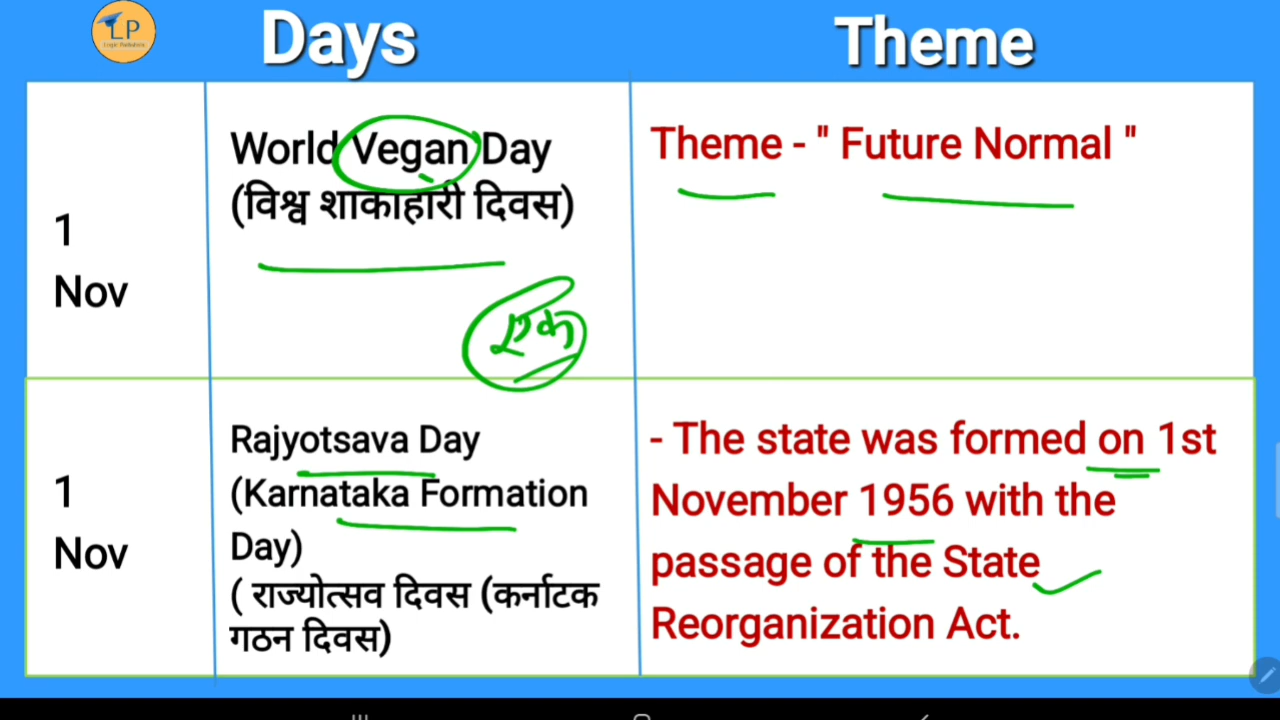 LP
Days
Theme
1
Nov
World Vegan Day
(विश्व शाकाहारी दिवस)
एक
Theme - " Future Normal "
1
Nov
Rajyotsava Day
(Karnataka Formation
Day)
( राज्योत्सव दिवस (कर्नाटक
गठन दिवस)
- The state was formed on 1st
November 1956 with the
passage of the State
Reorganization Act.